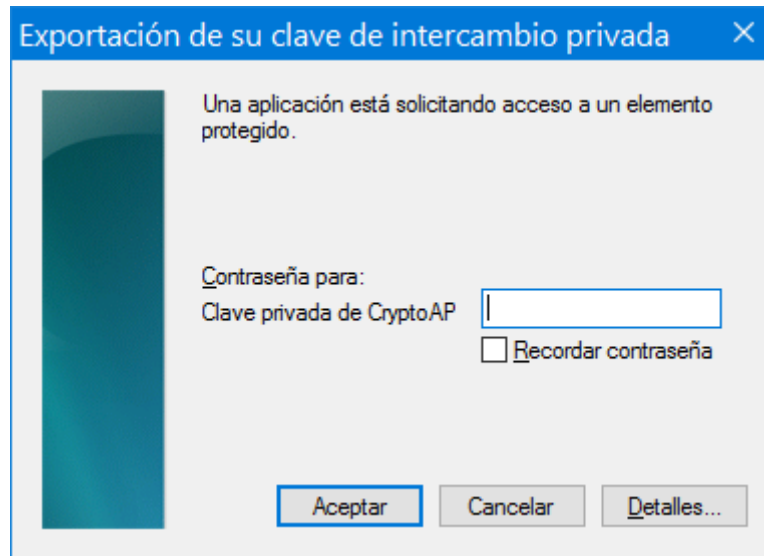 Exportación de su clave de intercambio privada
Una aplicación está solicitando acceso a un elemento
protegido.
Contraseña para:
Clave privada de CryptoAP
Recordar contraseña
Aceptar Cancelar Detalles...